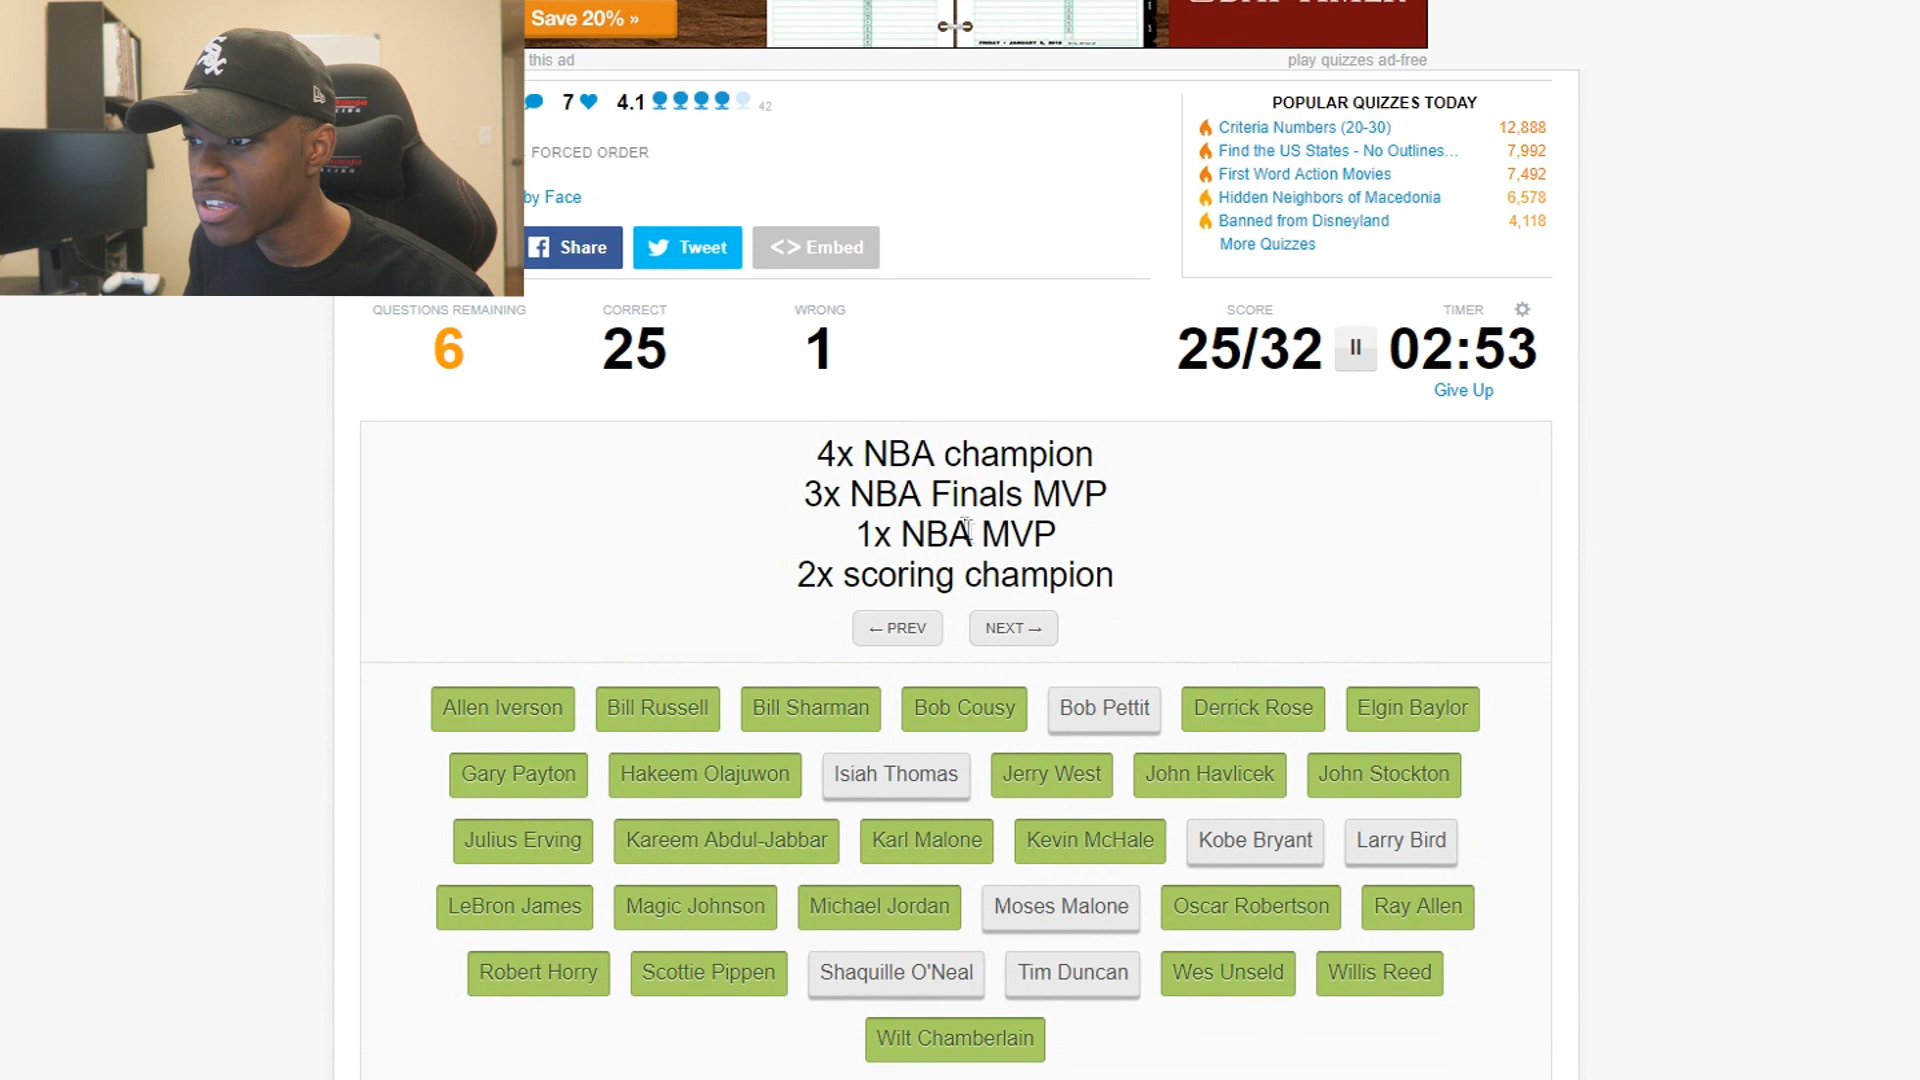 Save 20% »
FRIDAY • JANUARY 5, 2018
this ad
play quizzes ad-free
7 4.1 42
FORCED ORDER
by Face
Share Tweet <> Embed
POPULAR QUIZZES TODAY
Criteria Numbers (20-30) 12,888
Find the US States - No Outlines... 7,992
First Word Action Movies 7,492
Hidden Neighbors of Macedonia 6,578
Banned from Disneyland 4,118
More Quizzes
QUESTIONS REMAINING CORRECT WRONG SCORE TIMER
6 25 1 25/32 02:53
Give Up
4x NBA champion
3x NBA Finals MVP
1x NBA MVP
2x scoring champion
← PREV NEXT →
Allen Iverson Bill Russell Bill Sharman Bob Cousy Bob Pettit Derrick Rose Elgin Baylor
Gary Payton Hakeem Olajuwon Isiah Thomas Jerry West John Havlicek John Stockton
Julius Erving Kareem Abdul-Jabbar Karl Malone Kevin McHale Kobe Bryant Larry Bird
LeBron James Magic Johnson Michael Jordan Moses Malone Oscar Robertson Ray Allen
Robert Horry Scottie Pippen Shaquille O'Neal Tim Duncan Wes Unseld Willis Reed
Wilt Chamberlain